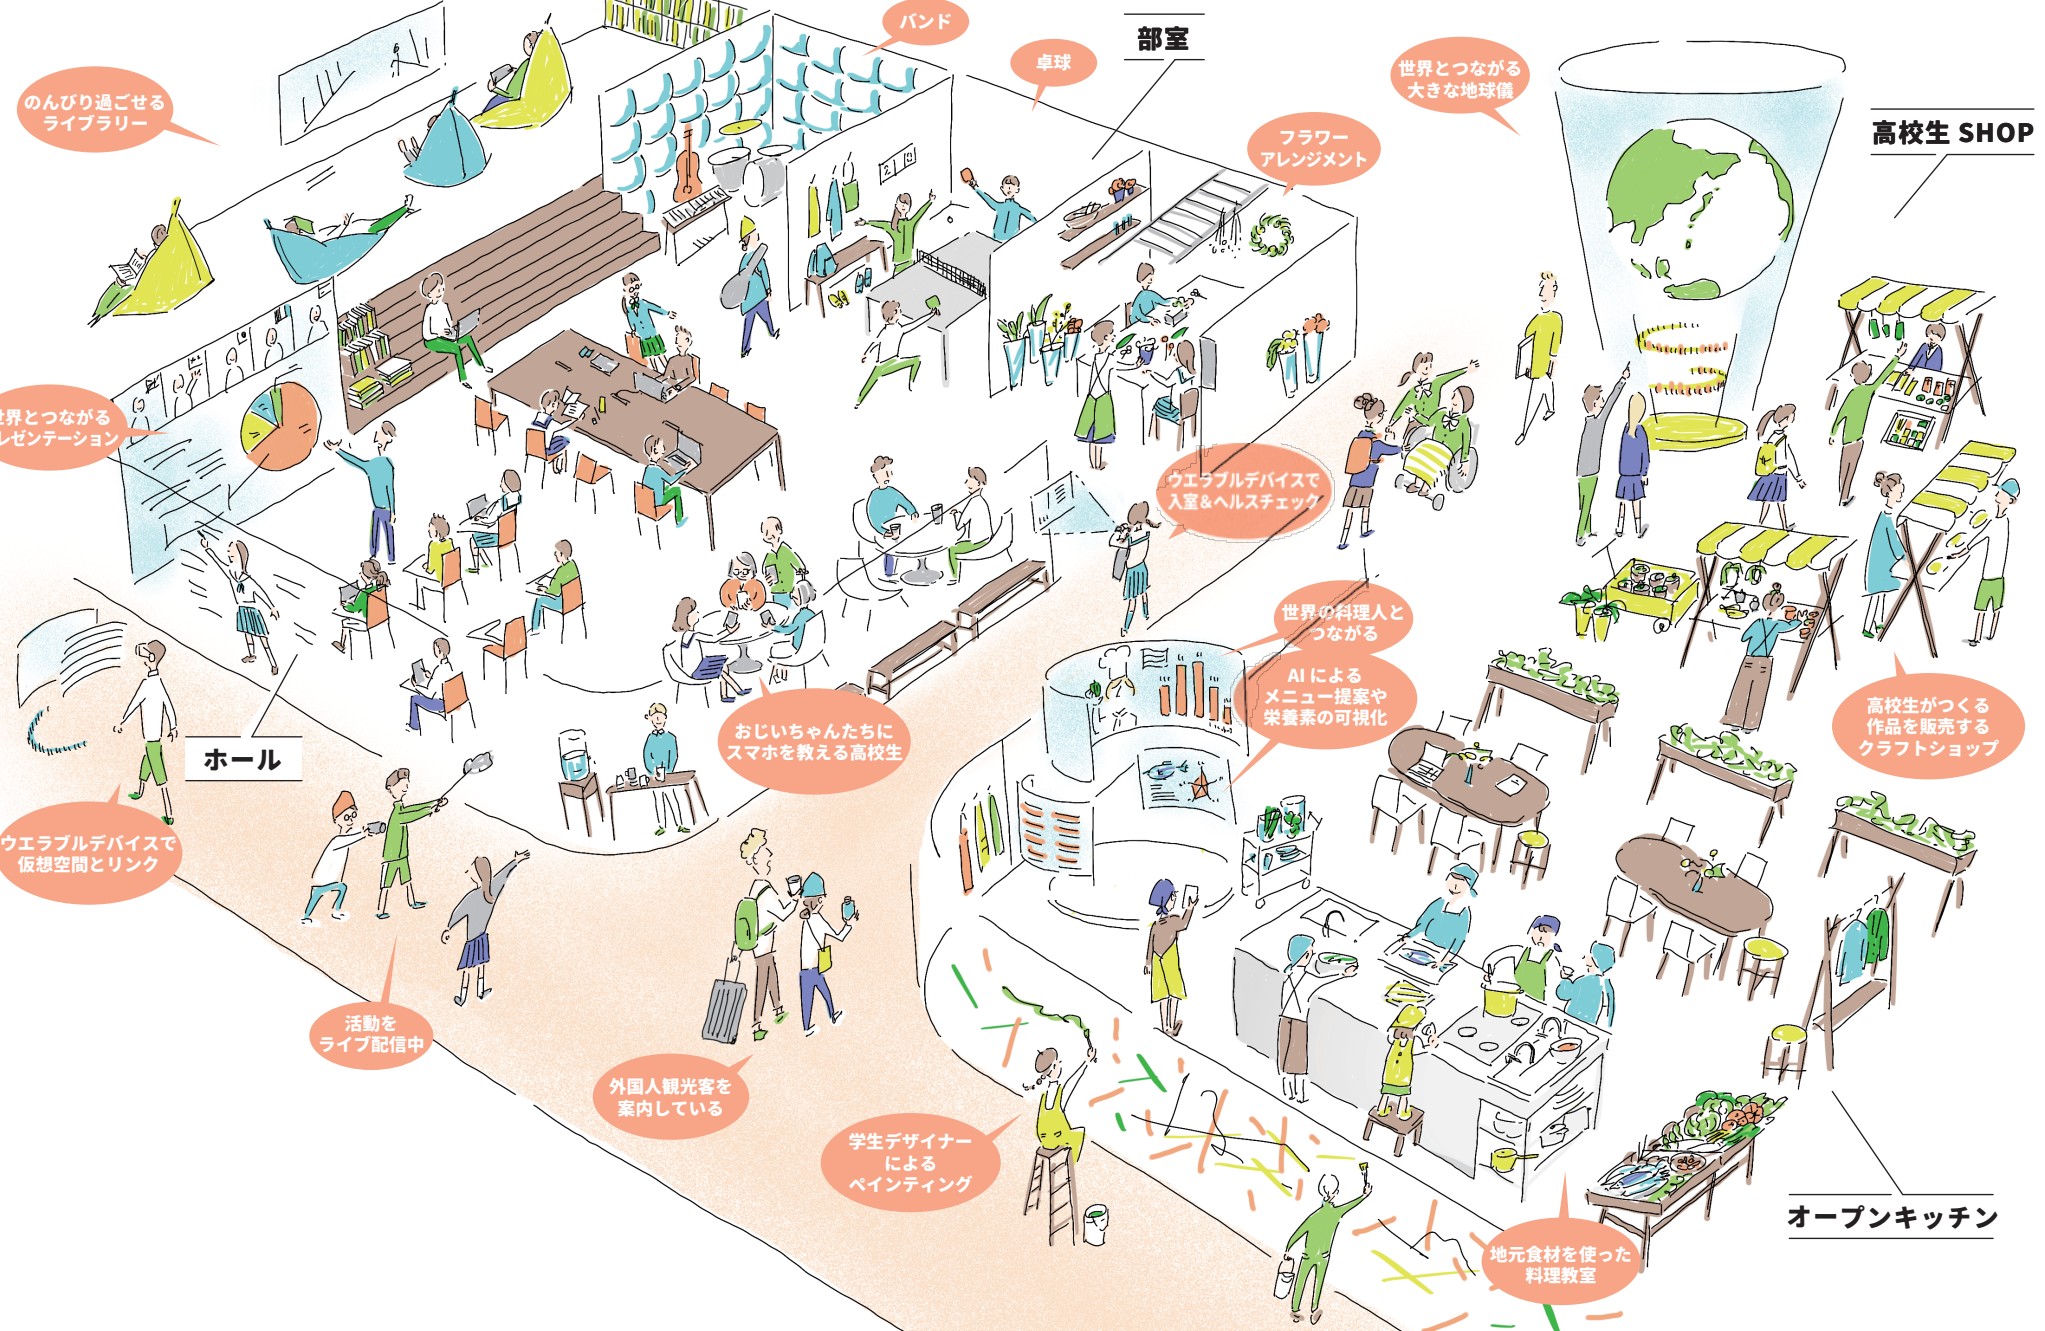 バンド
部室
卓球
世界とつながる
大きな地球儀
のんびり過ごせる
ライブラリー
フラワー
アレンジメント
高校生 SHOP
世界とつながる
レゼンテーション
ウエラブルデバイスで
入室&ヘルスチェック
世界の料理人と
つながる
AI による
メニュー提案や
栄養素の可視化
高校生がつくる
作品を販売する
クラフトショップ
おじいちゃんたちに
スマホを教える高校生
ホール
ウエラブルデバイスで
仮想空間とリンク
活動を
ライブ配信中
外国人観光客を
案内している
学生デザイナー
による
ペインティング
オープンキッチン
地元食材を使った
料理教室